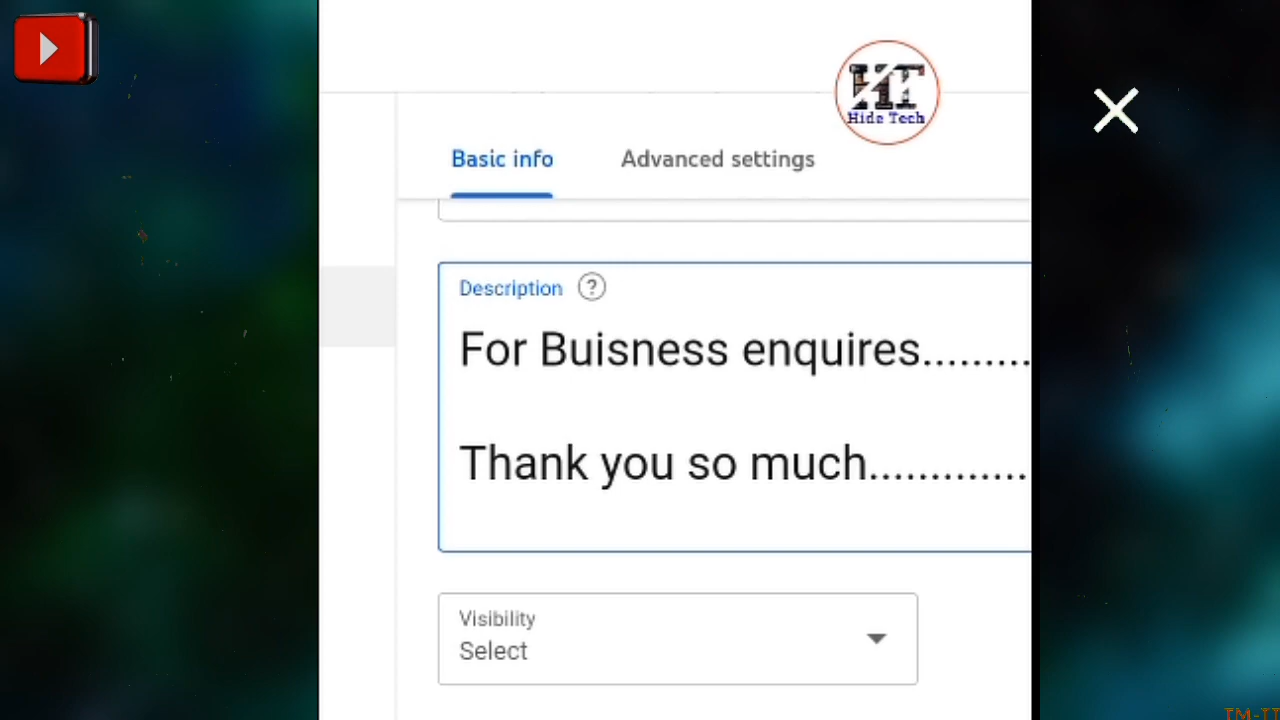 HT
Hide Tech
Basic info Advanced settings
Description ?
For Buisness enquires.........
Thank you so much.............
Visibility
Select